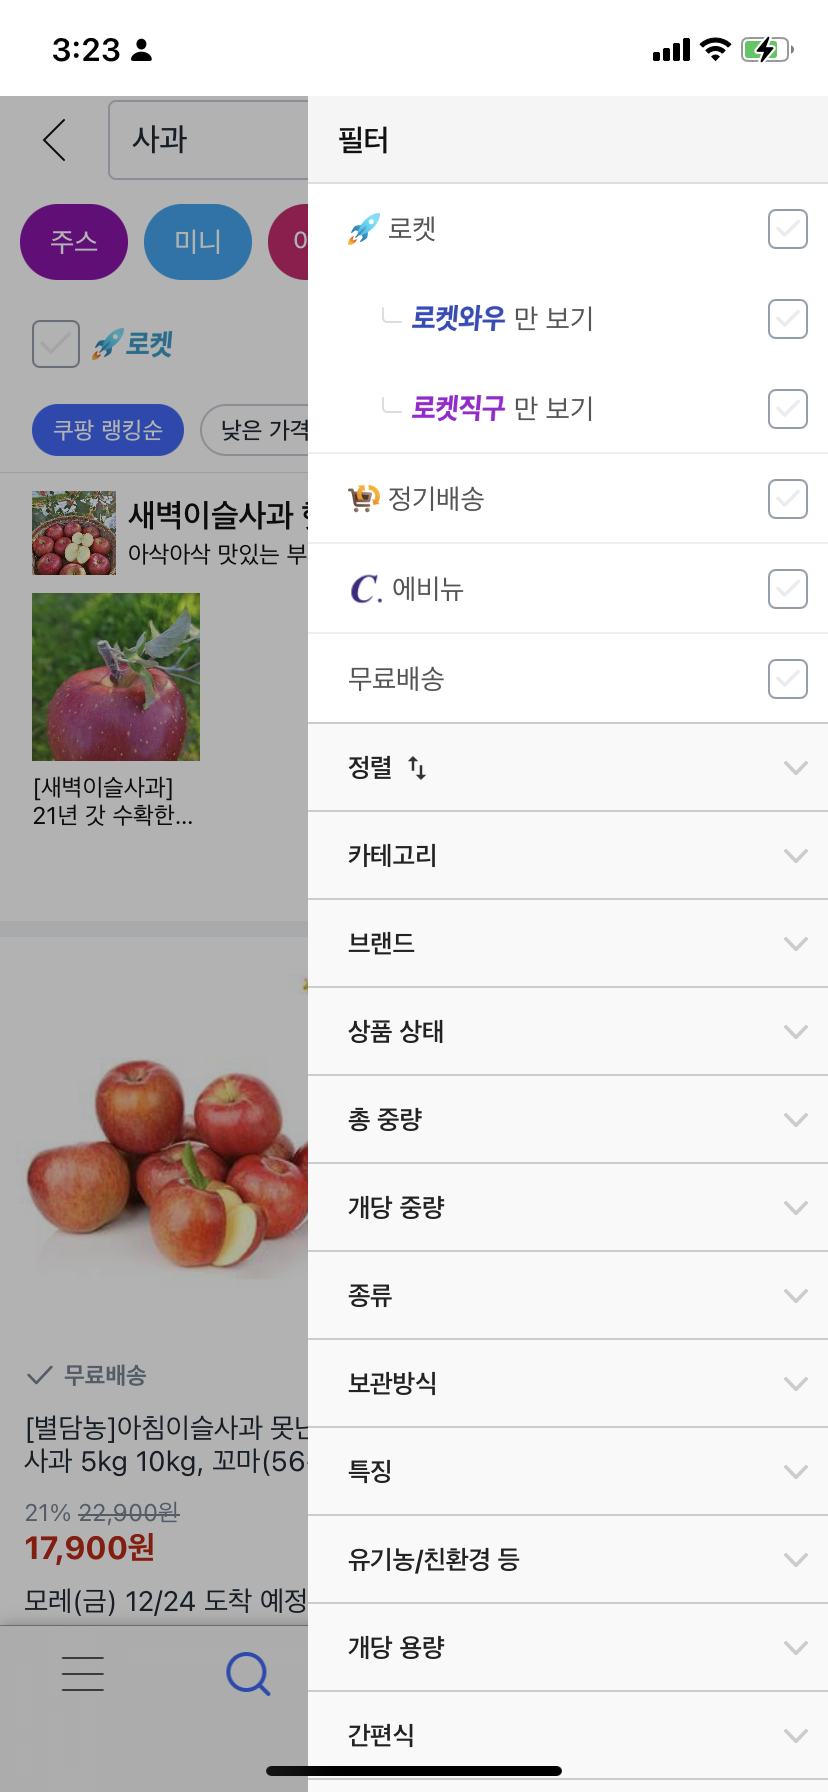 3:23
사과
필터
주스
미니
로켓
로켓와우 만 보기
로켓직구 만 보기
로켓
쿠팡 랭킹순
낮은 가격
정기배송
C. 에비뉴
무료배송
새벽이슬사과
아삭아삭 맛있는 부
[새벽이슬사과]
21년 갓 수확한...
정렬
카테고리
브랜드
상품 상태
총 중량
개당 중량
종류
보관방식
특징
유기농/친환경 등
개당 용량
간편식
무료배송
[별담농]아침이슬사과 못난
사과 5kg 10kg, 꼬마(56
21% 22,900원
17,900원
모레(금) 12/24 도착 예정